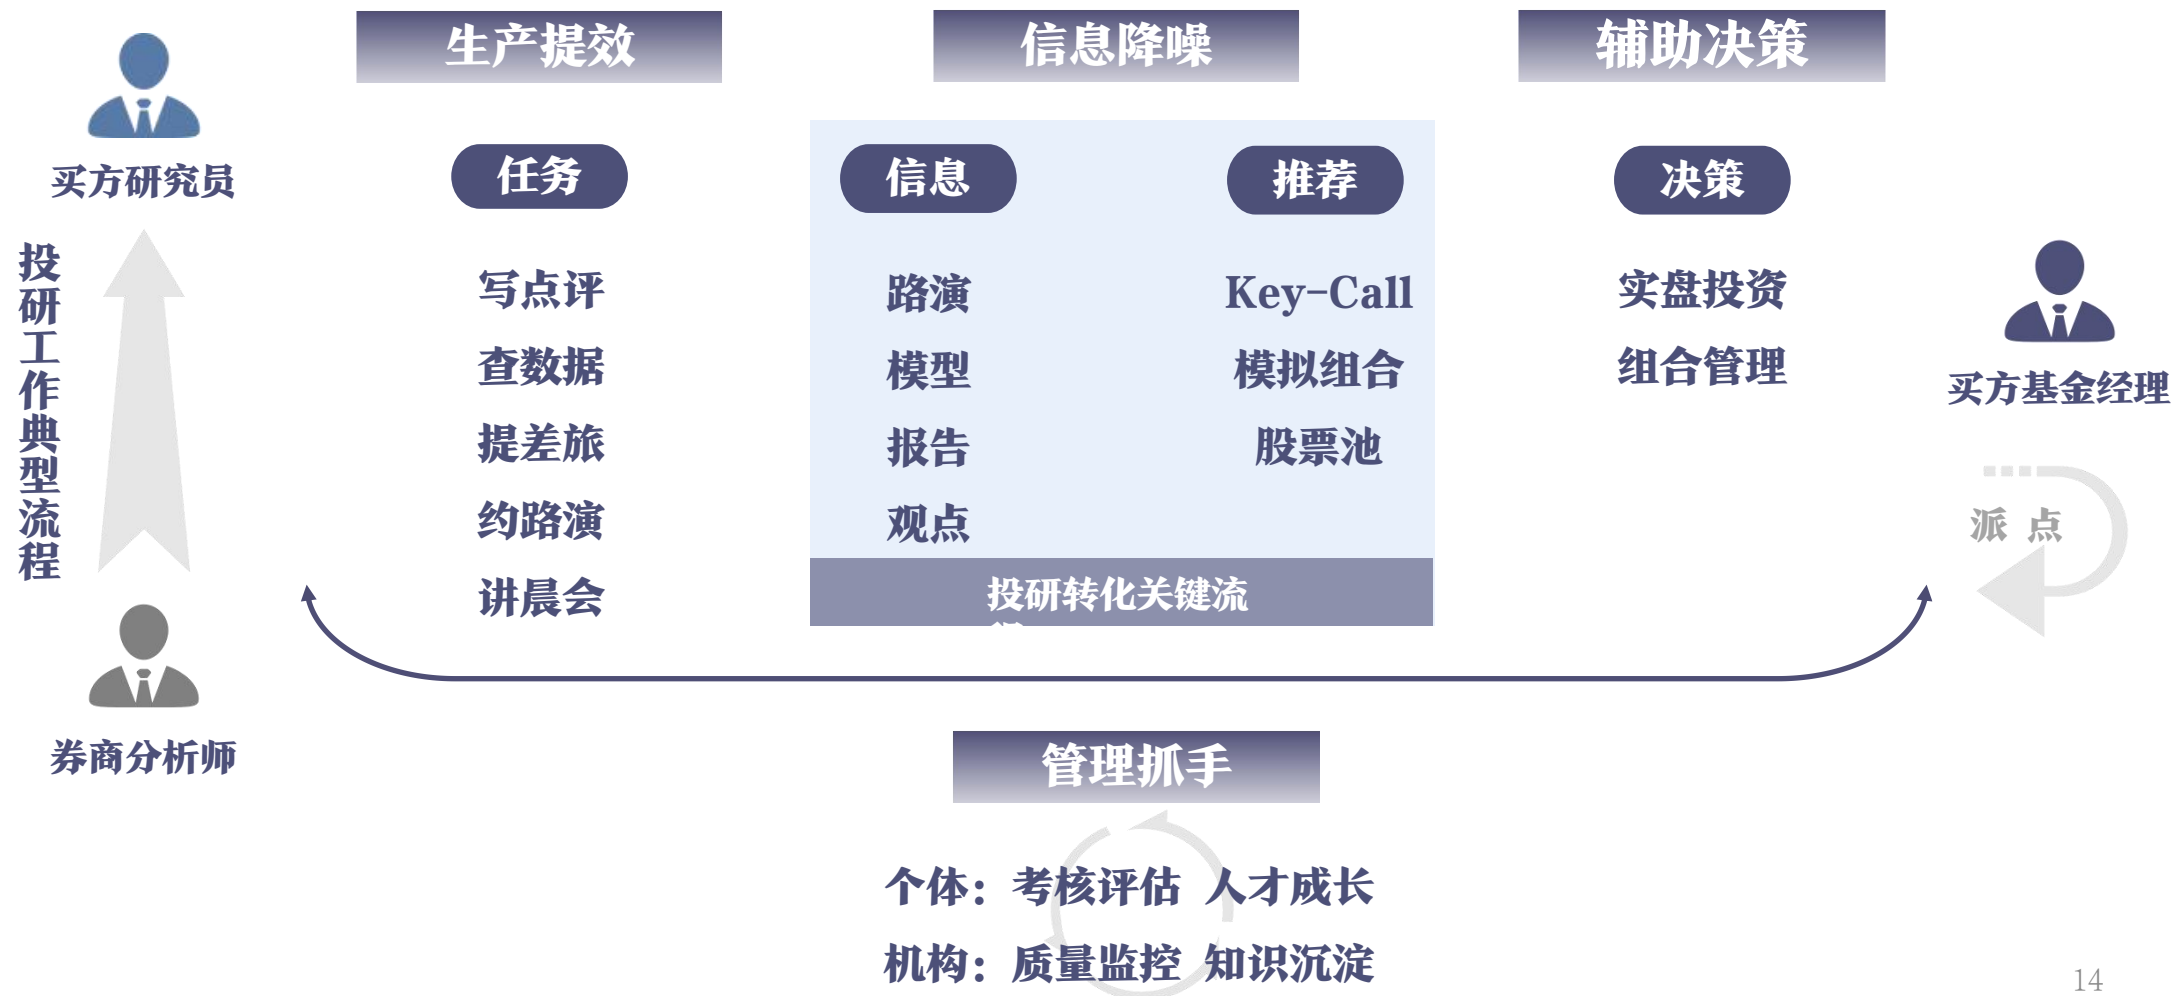 生产提效
信息降噪
辅助决策
买方研究员
投研工作典型流程
券商分析师
任务
写点评
查数据
提差旅
约路演
讲晨会
信息
路演
模型
报告
观点
推荐
Key-Call
模拟组合
股票池
投研转化关键流
决策
实盘投资
组合管理
买方基金经理
派 点
管理抓手
个体：考核评估 人才成长
机构：质量监控 知识沉淀
14